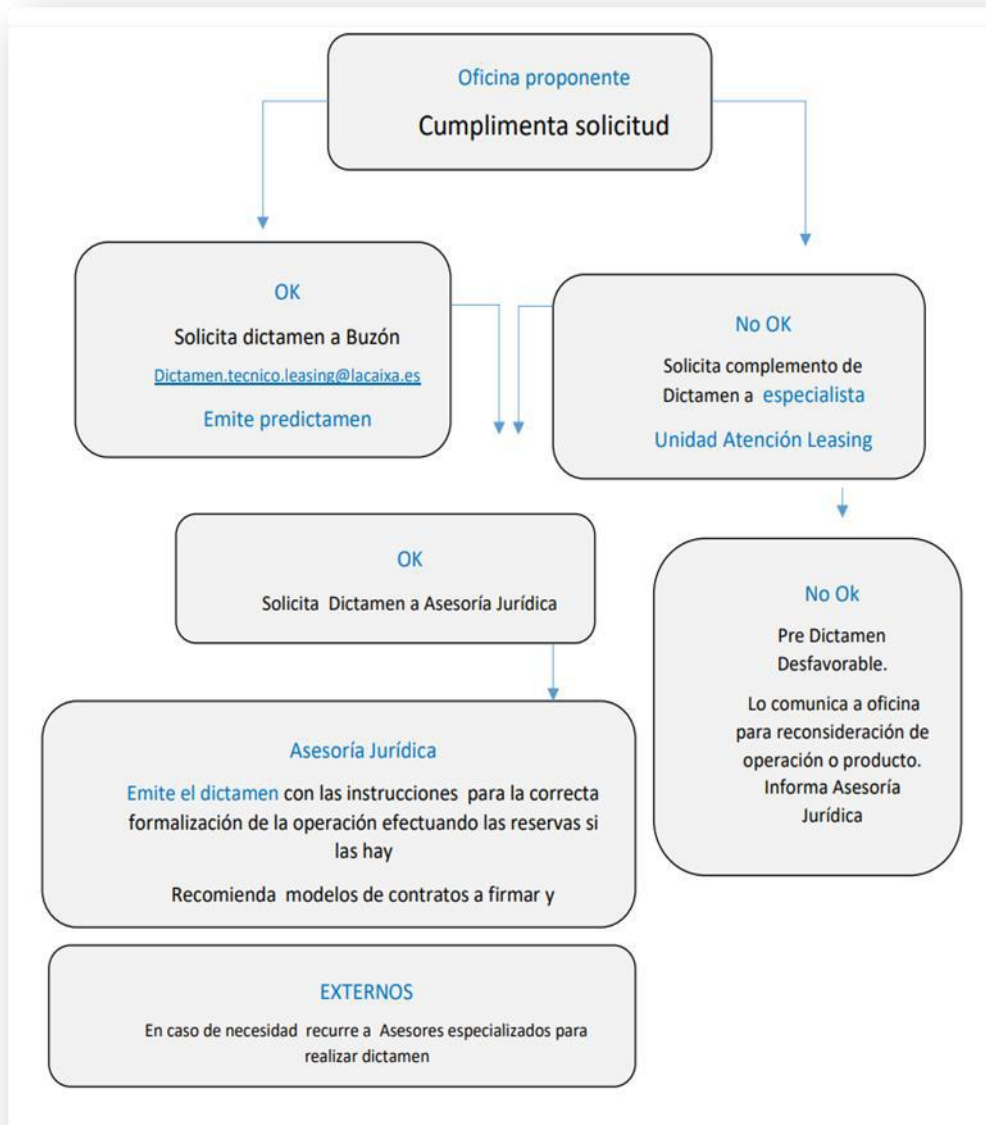 Oficina proponente
Cumplimenta solicitud
OK
Solicita dictamen a Buzón
Dictamen.tecnico.leasing@lacaixa.es
Emite predictamen
No OK
Solicita complemento de
Dictamen a especialista
Unidad Atención Leasing
OK
Solicita Dictamen a Asesoría Jurídica
No Ok
Pre Dictamen
Desfavorable.
Lo comunica a oficina
para reconsideración de
operación o producto.
Informa Asesoría
Jurídica
Asesoría Jurídica
Emite el dictamen con las instrucciones para la correcta
formalización de la operación efectuando las reservas si
las hay
Recomienda modelos de contratos a firmar y
EXTERNOS
En caso de necesidad recurre a Asesores especializados para
realizar dictamen